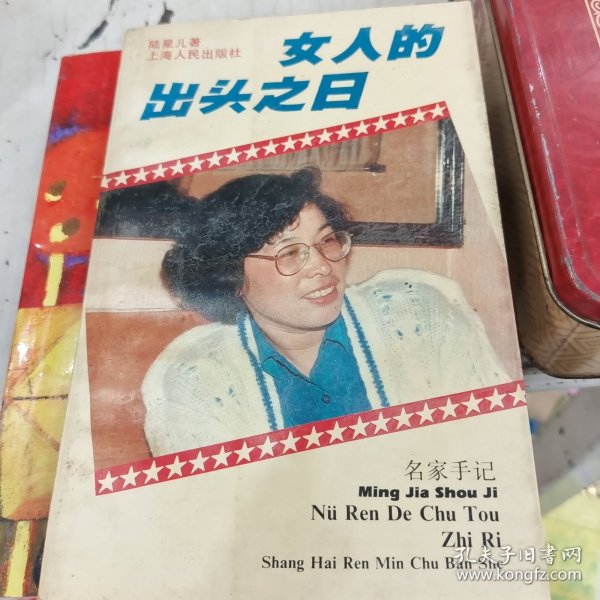 陆星儿著
上海人民出版社
女人的
出头之日
名家手记
Ming Jia Shou Ji
Nü Ren De Chu Tou
Zhi Ri
Shang Hai Ren Min Chu Ban She
孔夫子旧书网
www.kongfz.com